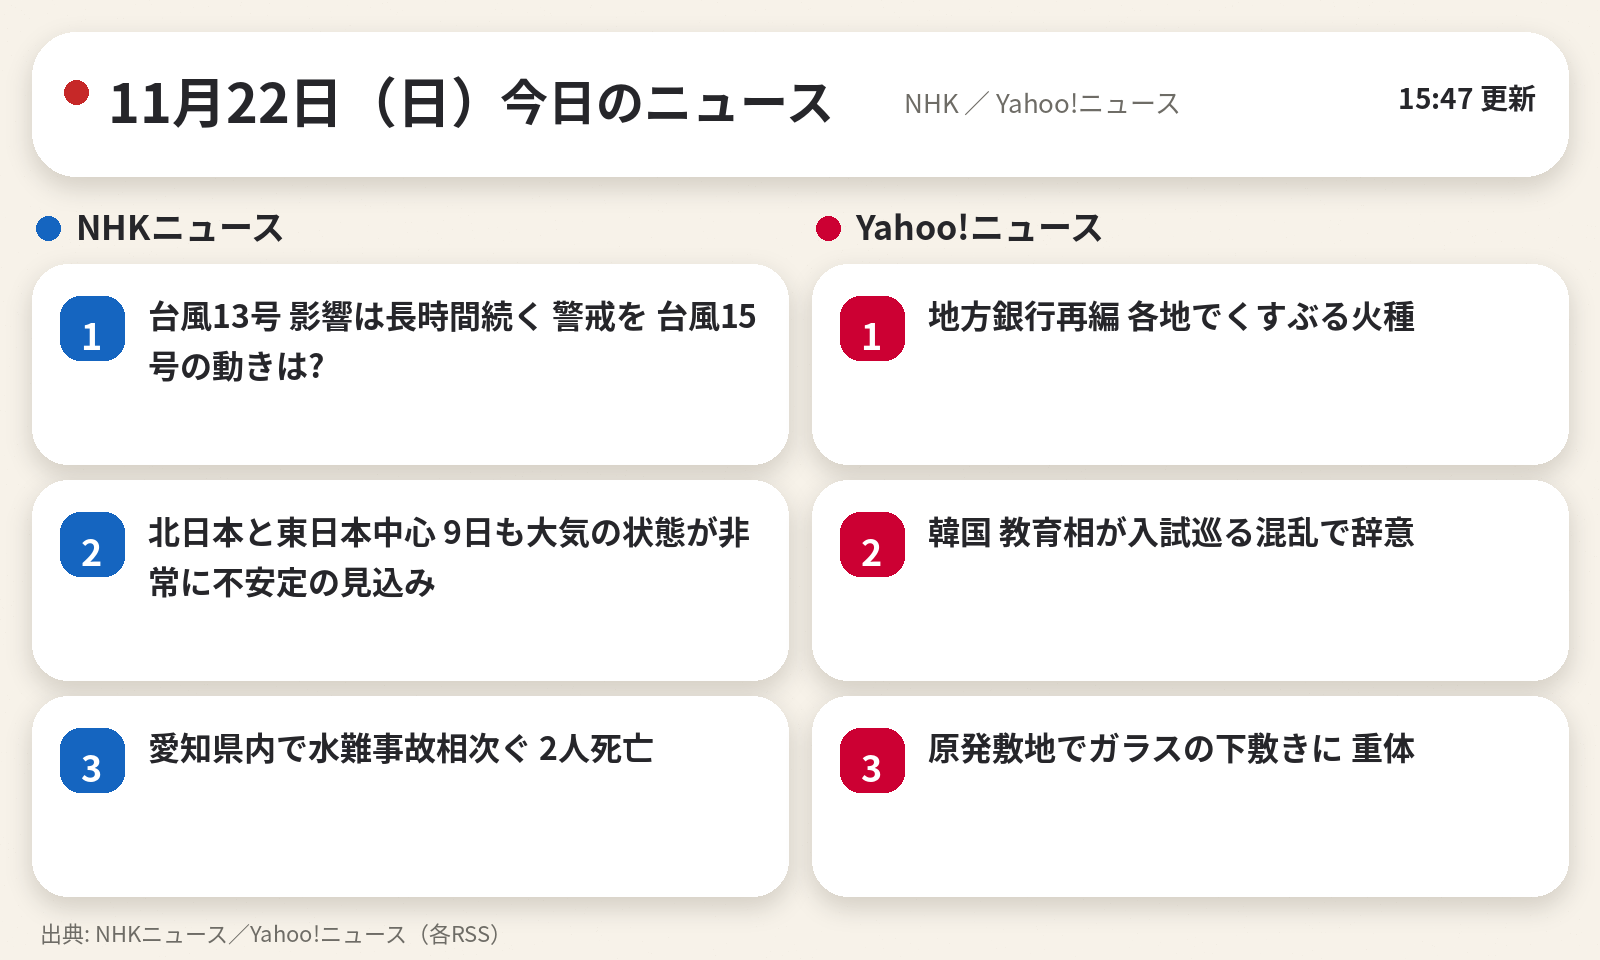 11月22日（日）今日のニュース
NHK ／ Yahoo!ニュース
15:47 更新
NHKニュース
1
台風13号 影響は長時間続く 警戒を 台風15
号の動きは?
2
北日本と東日本中心 9日も大気の状態が非
常に不安定の見込み
3
愛知県内で水難事故相次ぐ 2人死亡
Yahoo!ニュース
1
地方銀行再編 各地でくすぶる火種
2
韓国 教育相が入試巡る混乱で辞意
3
原発敷地でガラスの下敷きに 重体
出典: NHKニュース／Yahoo!ニュース（各RSS）